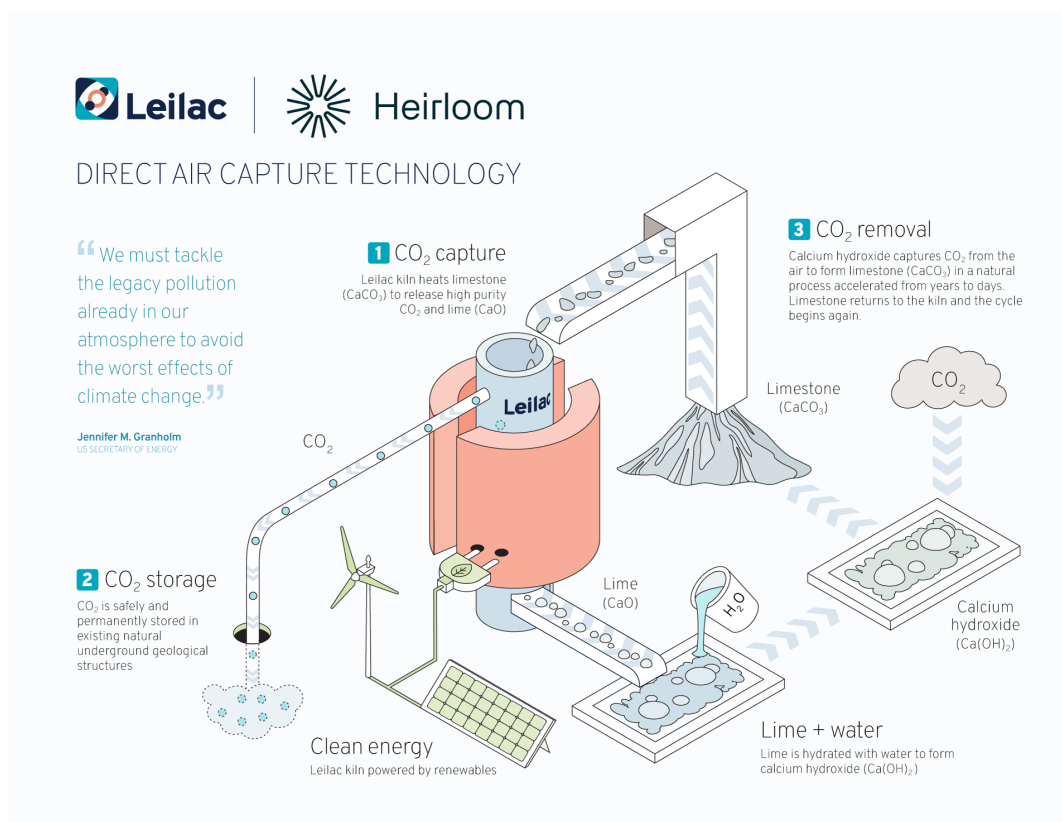 Leilac
Heirloom
DIRECT AIR CAPTURE TECHNOLOGY
“We must tackle
the legacy pollution
already in our
atmosphere to avoid
the worst effects of
climate change.”
Jennifer M. Granholm
US SECRETARY OF ENERGY
1 CO₂ capture
Leilac kiln heats limestone
(CaCO₃) to release high purity
CO₂ and lime (CaO)
3 CO₂ removal
Calcium hydroxide captures CO₂ from the
air to form limestone (CaCO₃) in a natural
process accelerated from years to days.
Limestone returns to the kiln and the cycle
begins again.
Leilac
Limestone
(CaCO₃)
CO₂
CO₂
2 CO₂ storage
CO₂ is safely and
permanently stored in
existing natural
underground geological
structures
Lime
(CaO)
H₂O
Calcium
hydroxide
(Ca(OH)₂)
Clean energy
Leilac kiln powered by renewables
Lime + water
Lime is hydrated with water to form
calcium hydroxide (Ca(OH)₂)